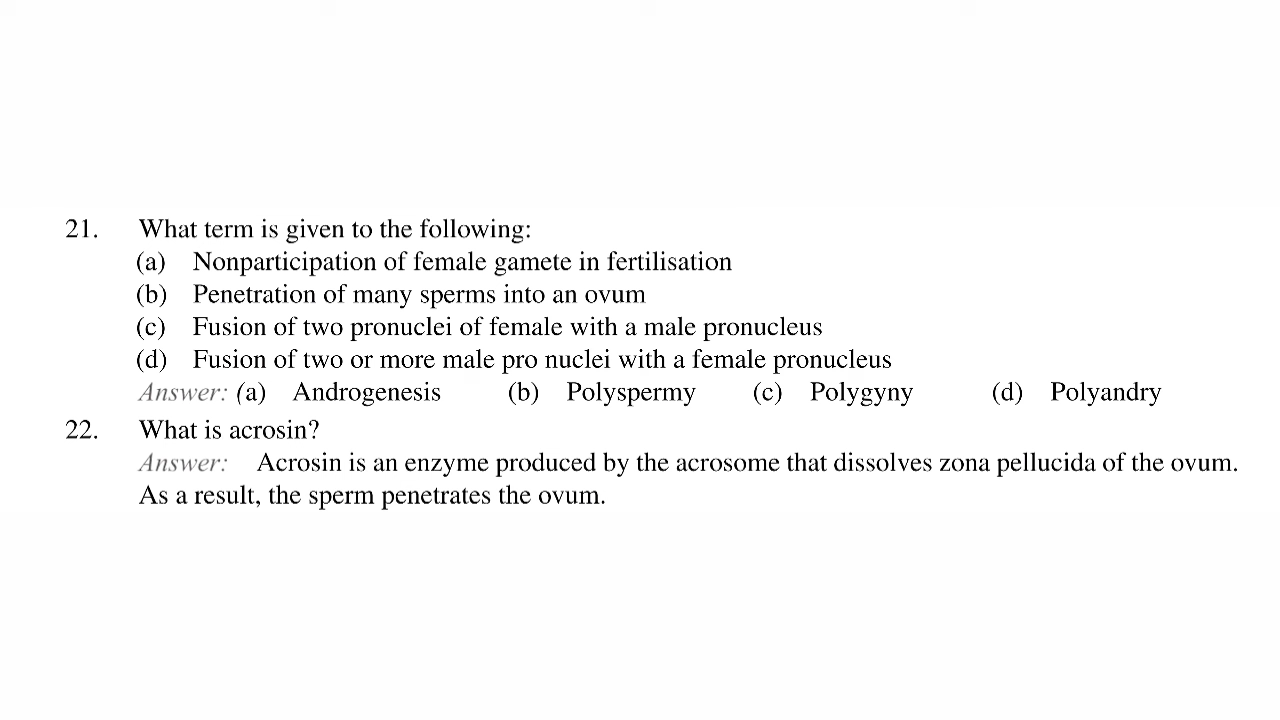 21. What term is given to the following:
(a) Nonparticipation of female gamete in fertilisation
(b) Penetration of many sperms into an ovum
(c) Fusion of two pronuclei of female with a male pronucleus
(d) Fusion of two or more male pro nuclei with a female pronucleus
Answer: (a) Androgenesis (b) Polyspermy (c) Polygyny (d) Polyandry
22. What is acrosin?
Answer: Acrosin is an enzyme produced by the acrosome that dissolves zona pellucida of the ovum.
As a result, the sperm penetrates the ovum.